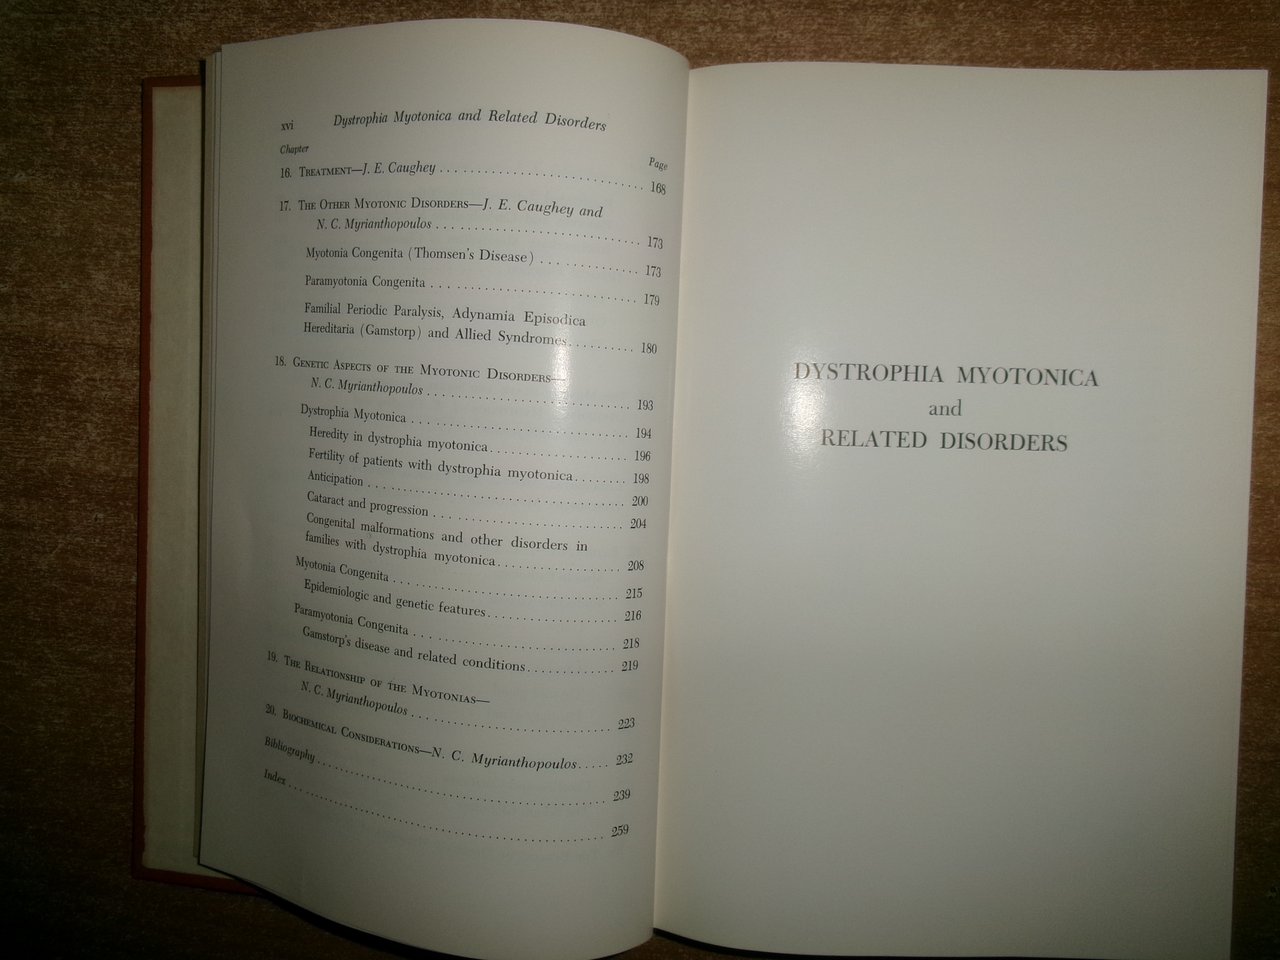 xvi Dystrophia Myotonica and Related Disorders
Chapter Page
16. Treatment—J. E. Caughey . . . . . . . . . . . . . . . . . . . . . . . . . . . . . . . 168
17. The Other Myotonic Disorders—J. E. Caughey and
N. C. Myrianthopoulos . . . . . . . . . . . . . . . . . . . . . . . . . . . . . . 173
Myotonia Congenita (Thomsen's Disease) . . . . . . . . . . . . . . 173
Paramyotonia Congenita . . . . . . . . . . . . . . . . . . . . . . . . . . . . . 179
Familial Periodic Paralysis, Adynamia Episodica
Hereditaria (Gamstorp) and Allied Syndromes . . . . . . . . . . 180
18. Genetic Aspects of the Myotonic Disorders—
N. C. Myrianthopoulos . . . . . . . . . . . . . . . . . . . . . . . . . . . . . . 193
Dystrophia Myotonica . . . . . . . . . . . . . . . . . . . . . . . . . . . . . . . 194
Heredity in dystrophia myotonica . . . . . . . . . . . . . . . . . . . . 196
Fertility of patients with dystrophia myotonica . . . . . . . . 198
Anticipation . . . . . . . . . . . . . . . . . . . . . . . . . . . . . . . . . . . . . 200
Cataract and progression . . . . . . . . . . . . . . . . . . . . . . . . . . . 204
Congenital malformations and other disorders in
families with dystrophia myotonica . . . . . . . . . . . . . . . . . . 208
Myotonia Congenita . . . . . . . . . . . . . . . . . . . . . . . . . . . . . . . . 215
Epidemiologic and genetic features . . . . . . . . . . . . . . . . . . . 216
Paramyotonia Congenita . . . . . . . . . . . . . . . . . . . . . . . . . . . . . 218
Gamstorp's disease and related conditions . . . . . . . . . . . . . 219
19. The Relationship of the Myotonias—
N. C. Myrianthopoulos . . . . . . . . . . . . . . . . . . . . . . . . . . . . . . 223
20. Biochemical Considerations—N. C. Myrianthopoulos . . . . . 232
Bibliography . . . . . . . . . . . . . . . . . . . . . . . . . . . . . . . . . . . . . . . . . 239
Index . . . . . . . . . . . . . . . . . . . . . . . . . . . . . . . . . . . . . . . . . . . . . 259
DYSTROPHIA MYOTONICA
and
RELATED DISORDERS